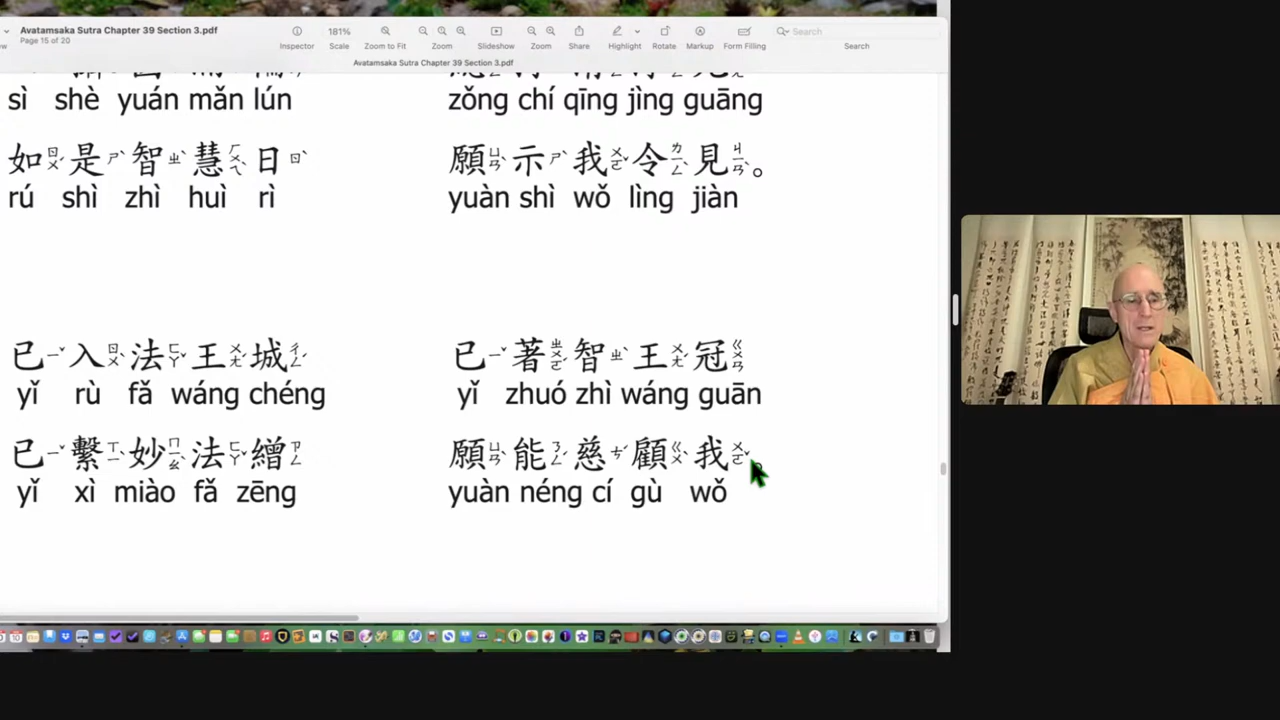 Avatamsaka Sutra Chapter 39 Section 3.pdf
Page 15 of 20
181%
Search
Inspector Scale Zoom to Fit Zoom Slideshow Zoom Share Highlight Rotate Markup Form Filling Search
Avatamsaka Sutra Chapter 39 Section 3.pdf
sì shè yuán mǎn lún zǒng chí qīng jìng guāng
如是智慧日 願示我令見。
rú shì zhì huì rì yuàn shì wǒ lìng jiàn
已入法王城 已著智王冠
yǐ rù fǎ wáng chéng yǐ zhuó zhì wáng guān
已繫妙法繒 願能慈顧我。
yǐ xì miào fǎ zēng yuàn néng cí gù wǒ